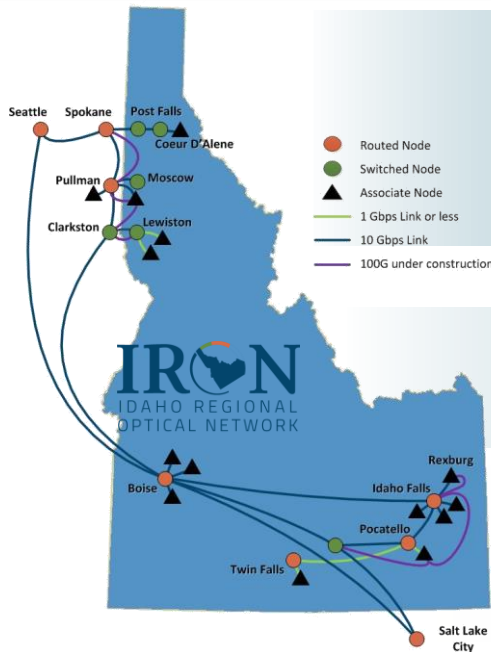 Seattle
Spokane
Post Falls
Coeur D'Alene
Pullman
Moscow
Clarkston
Lewiston
Routed Node
Switched Node
Associate Node
1 Gbps Link or less
10 Gbps Link
100G under construction
IRON
IDAHO REGIONAL
OPTICAL NETWORK
Boise
Rexburg
Idaho Falls
Pocatello
Twin Falls
Salt Lake
City